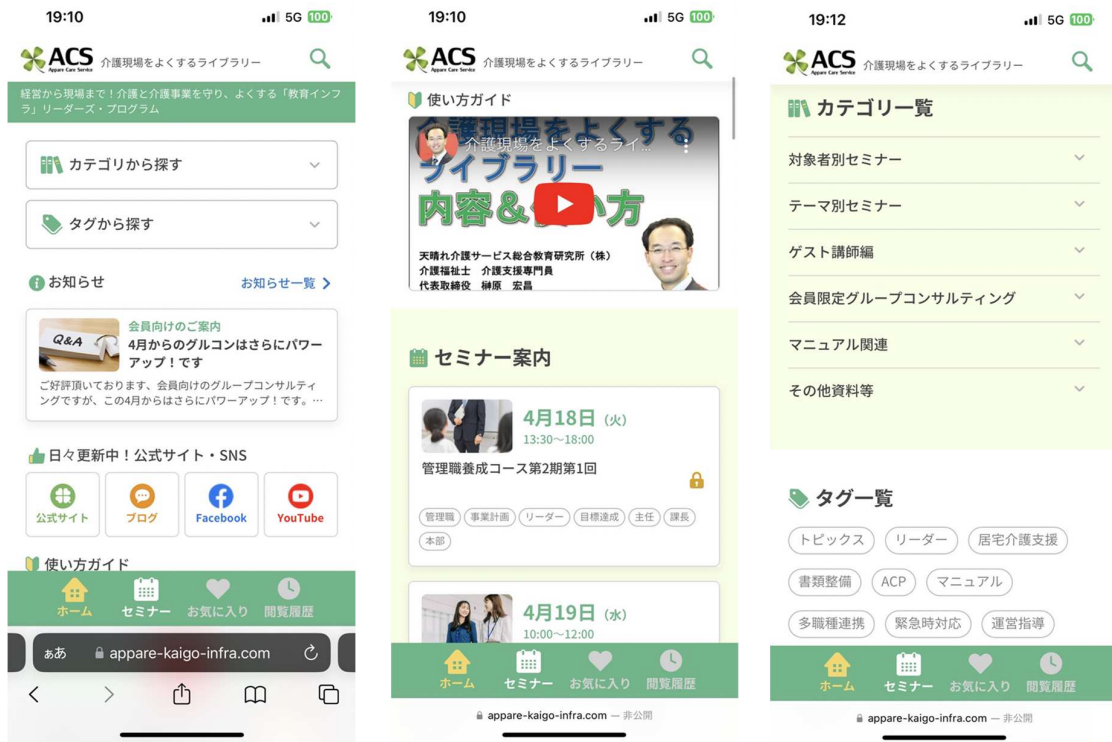 19:10
5G 100
ACS 介護現場をよくするライブラリー
Appare Care Service
経営から現場まで！介護と介護事業を守り、よくする「教育インフ
ラ」リーダーズ・プログラム
カテゴリから探す
タグから探す
お知らせ
お知らせ一覧
Q&A
会員向けのご案内
4月からのグルコンはさらにパワー
アップ！です
ご好評頂いております、会員向けのグループコンサルティ
ングですが、この4月からはさらにパワーアップ！です。…
日々更新中！公式サイト・SNS
公式サイト
ブログ
Facebook
YouTube
使い方ガイド
ホーム
セミナー
お気に入り
閲覧履歴
ぁあ
appare-kaigo-infra.com
19:10
5G 100
ACS 介護現場をよくするライブラリー
Appare Care Service
使い方ガイド
介護現場をよくするライ...
介護現場をよくする
ライブラリー
内容&使い方
天晴れ介護サービス総合教育研究所（株）
介護福祉士 介護支援専門員
代表取締役 榊原 宏昌
セミナー案内
4月18日（火）
13:30～18:00
管理職養成コース第2期第1回
管理職
事業計画
リーダー
目標達成
主任
課長
本部
4月19日（水）
10:00～12:00
ホーム
セミナー
お気に入り
閲覧履歴
appare-kaigo-infra.com — 非公開
19:12
5G 100
ACS 介護現場をよくするライブラリー
Appare Care Service
カテゴリ一覧
対象者別セミナー
テーマ別セミナー
ゲスト講師編
会員限定グループコンサルティング
マニュアル関連
その他資料等
タグ一覧
トピックス
リーダー
居宅介護支援
書類整備
ACP
マニュアル
多職種連携
緊急時対応
運営指導
ホーム
セミナー
お気に入り
閲覧履歴
appare-kaigo-infra.com — 非公開